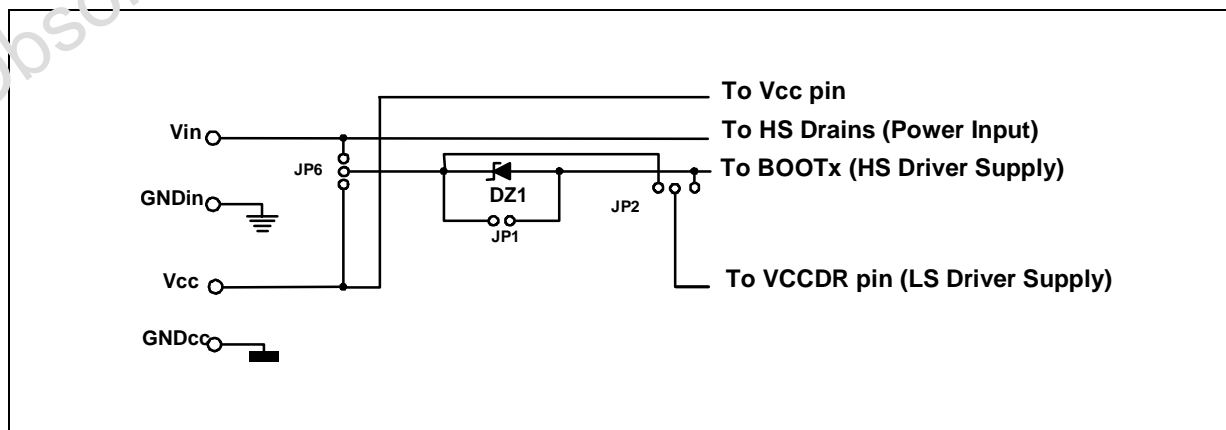 To Vcc pin
Vin
To HS Drains (Power Input)
JP6
To BOOTx (HS Driver Supply)
DZ1
GNDin
JP2
JP1
Vcc
To VCCDR pin (LS Driver Supply)
GNDcc